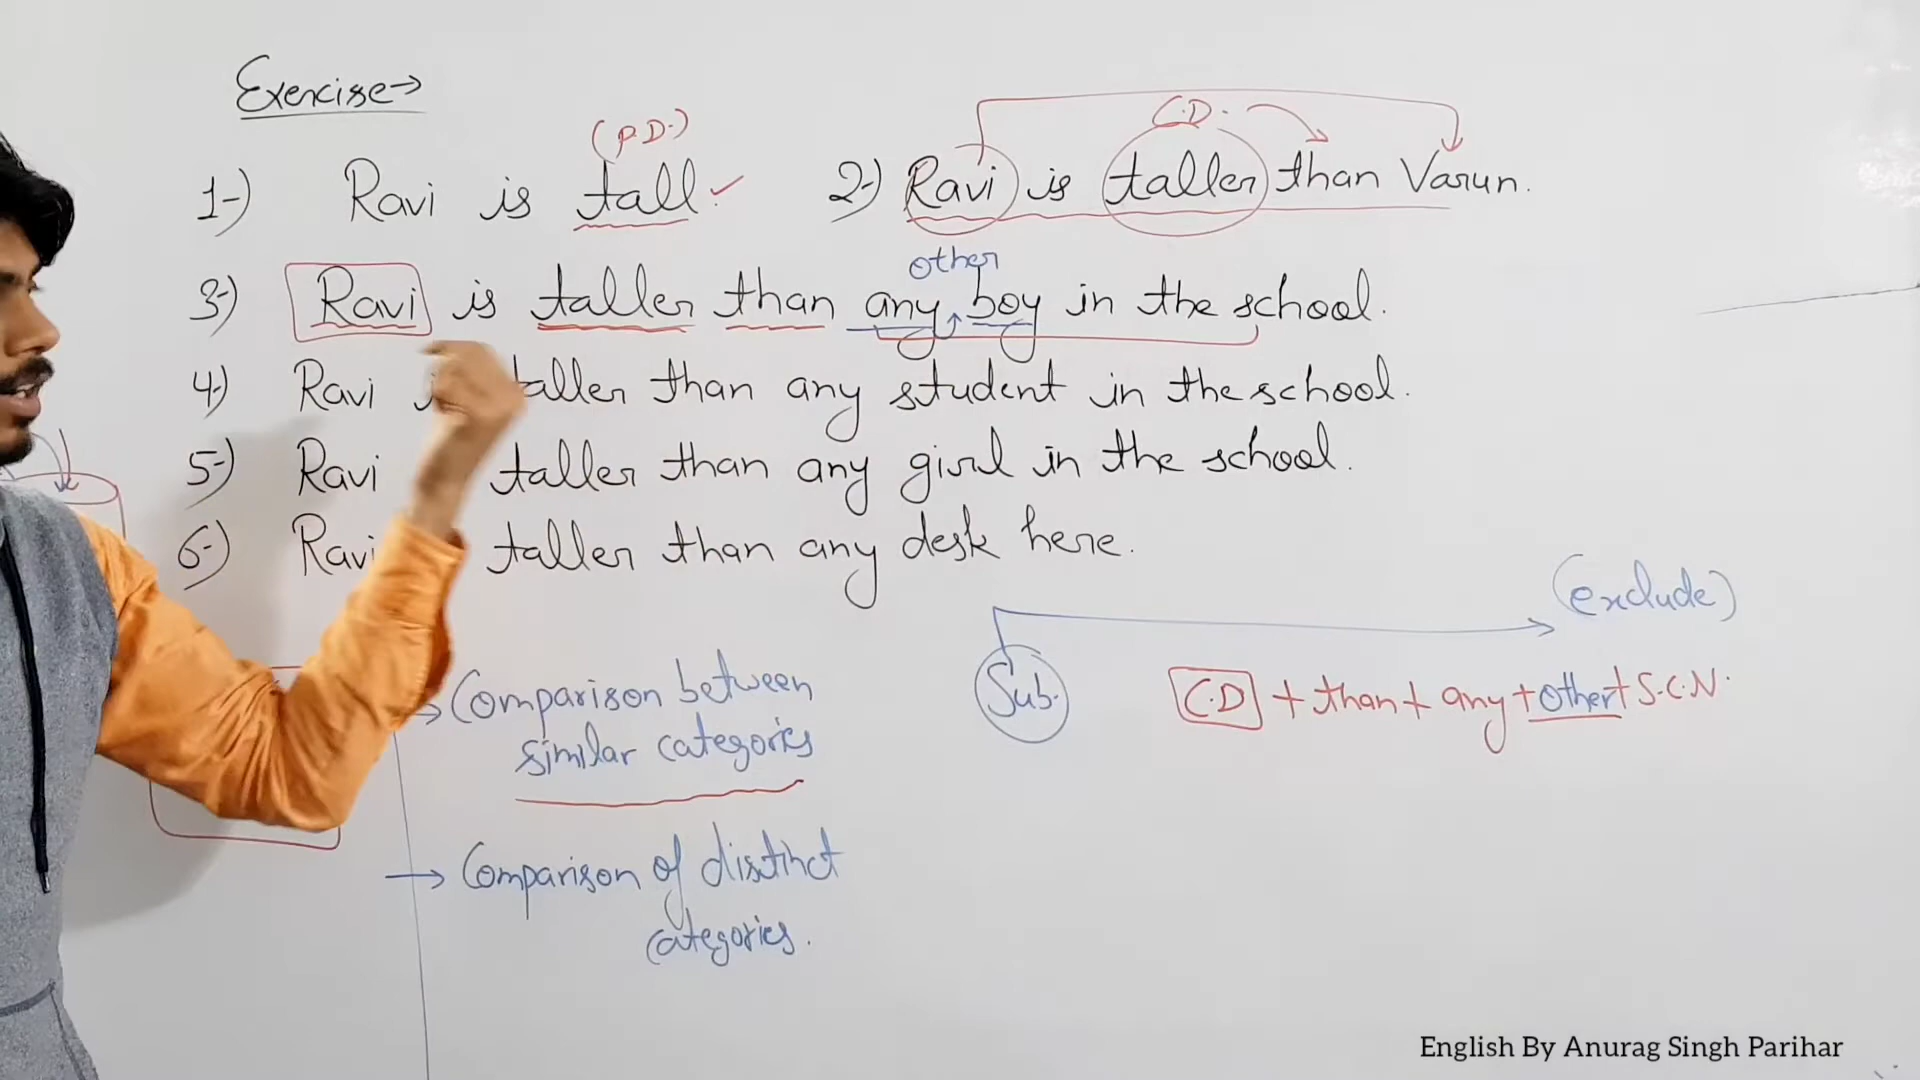 Exercise→
(P.D.)
C.D.
1-) Ravi is tall.
2-) Ravi is taller than Varun.
other
3-) Ravi is taller than any boy in the school.
4-) Ravi taller than any student in the school.
5-) Ravi taller than any girl in the school.
6-) Ravi taller than any desk here.
(exclude)
→ Comparison between
similar categories
Sub.
C.D + than + any + other + S.C.N.
→ Comparison of distinct
categories.
English By Anurag Singh Parihar